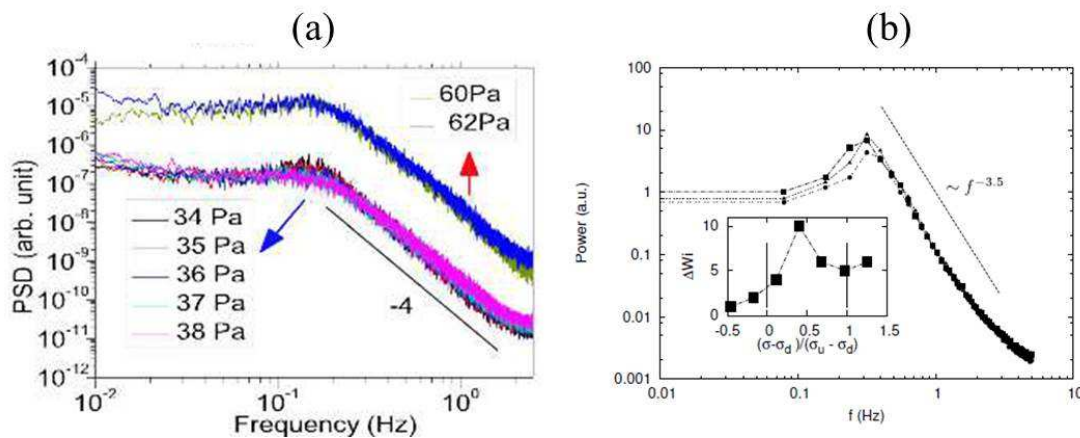 (a)
10⁻⁴
10⁻⁵
10⁻⁶
10⁻⁷
10⁻⁸
10⁻⁹
10⁻¹⁰
10⁻¹¹
10⁻¹²
PSD (arb. unit)
60Pa
62Pa
34 Pa
35 Pa
36 Pa
37 Pa
38 Pa
-4
10⁻² 10⁻¹ 10⁰
Frequency (Hz)
(b)
100
10
1
0.1
0.01
0.001
Power (a.u.)
~ f⁻³·⁵
10
5
0
ΔWi
-0.5 0 0.5 1 1.5
(σ-σd)/(σu - σd)
0.01 0.1 1 10
f (Hz)